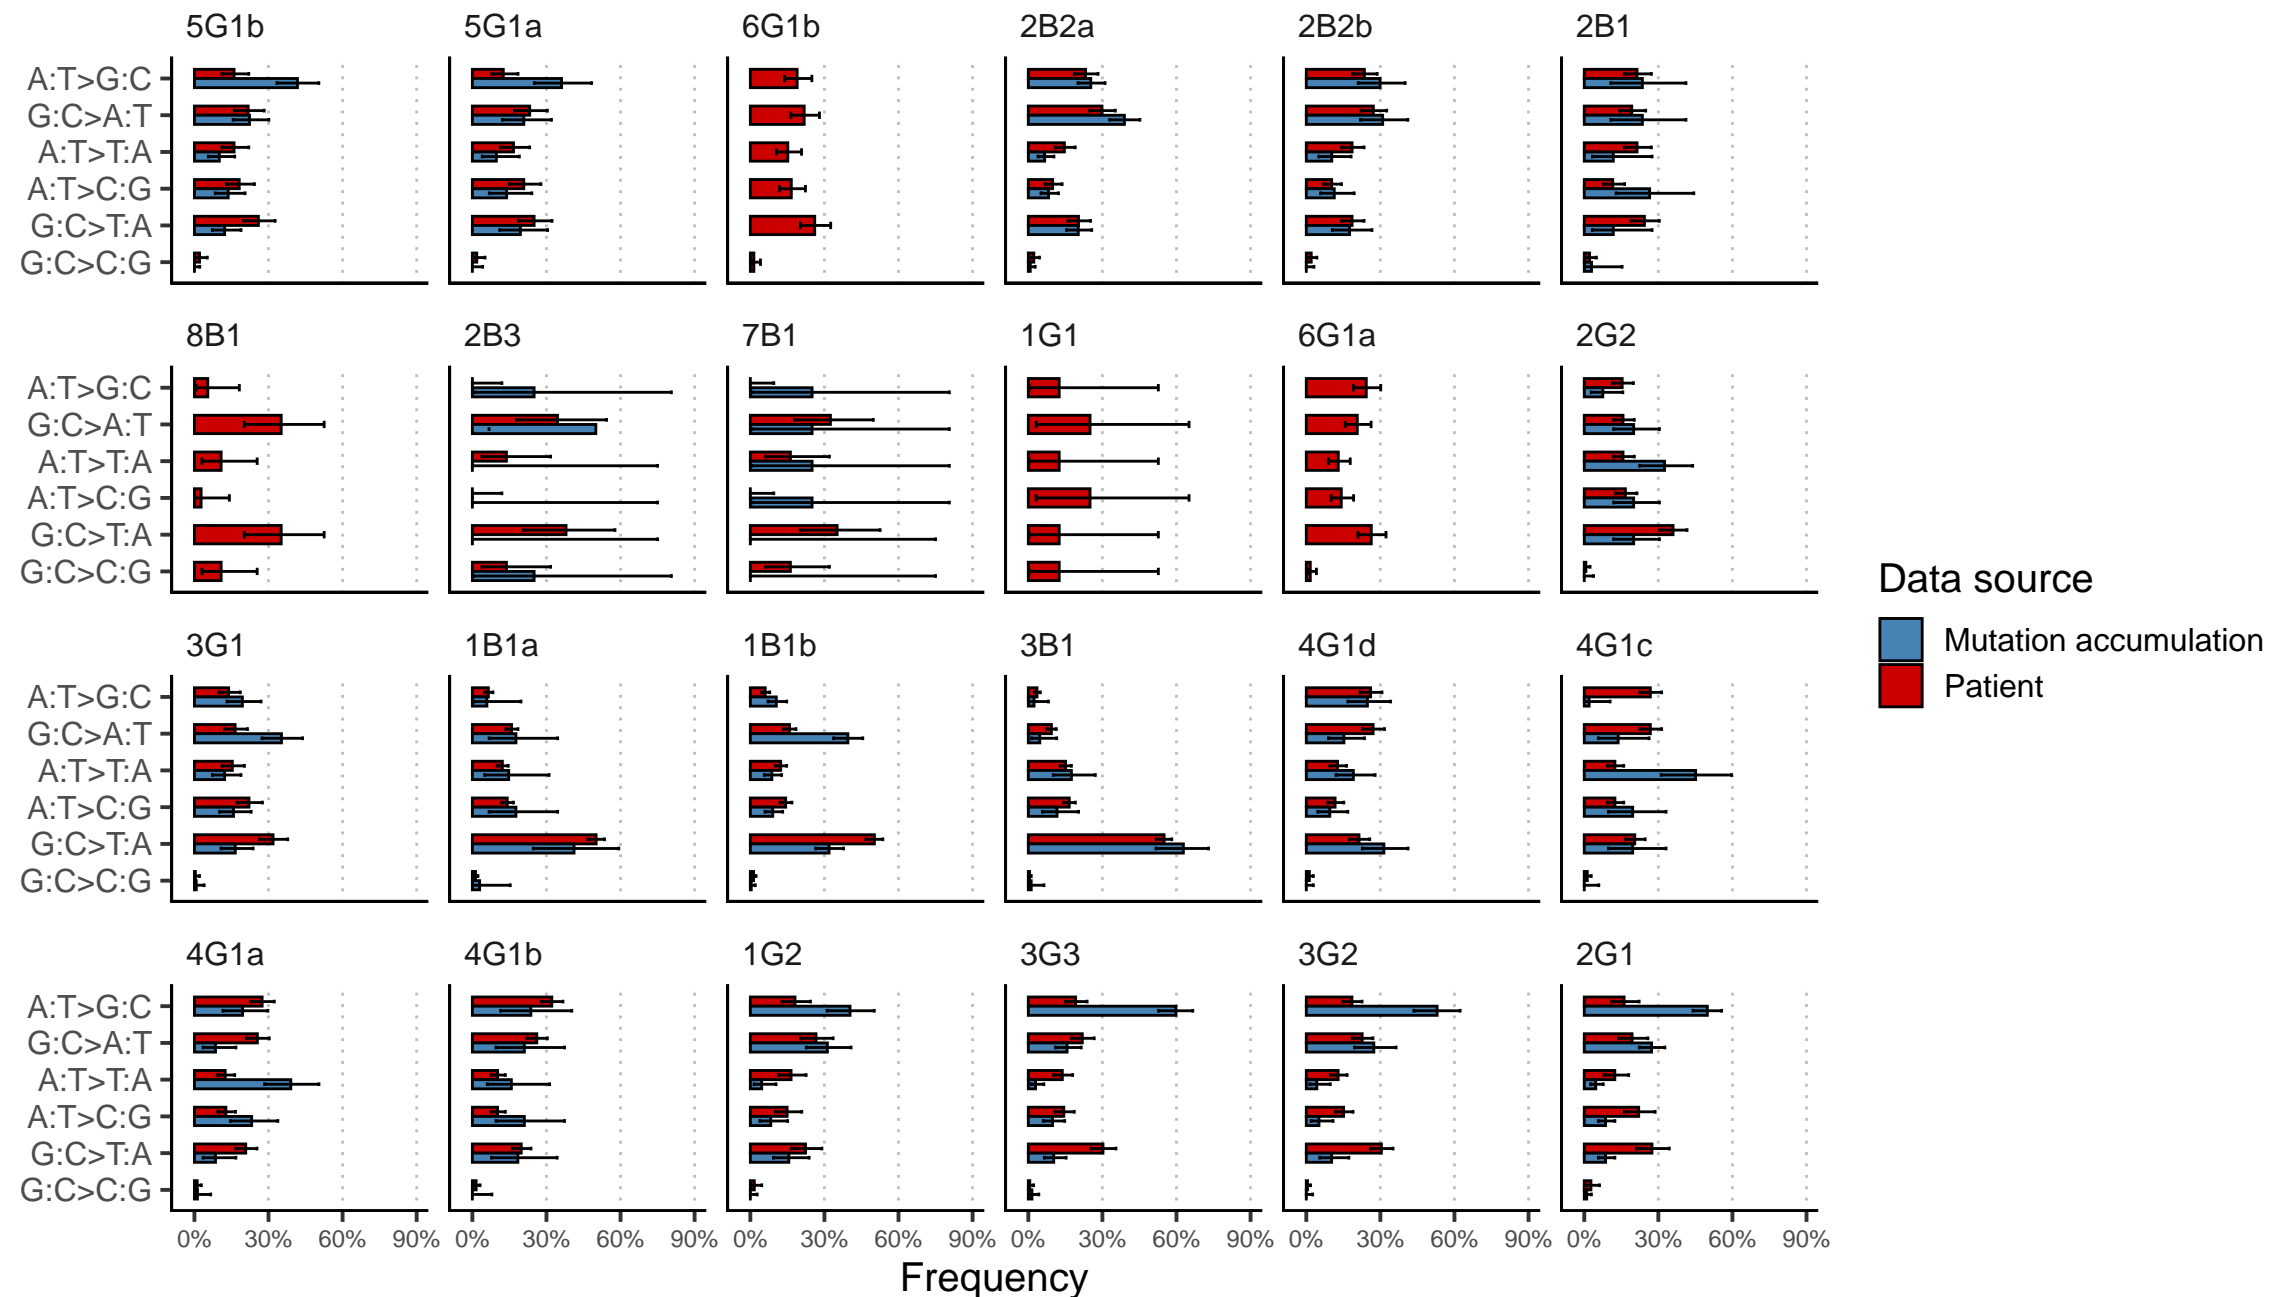 5G1b 5G1a 6G1b 2B2a 2B2b 2B1
A:T>G:C
G:C>A:T
A:T>T:A
A:T>C:G
G:C>T:A
G:C>C:G
8B1 2B3 7B1 1G1 6G1a 2G2
A:T>G:C
G:C>A:T
A:T>T:A
A:T>C:G
G:C>T:A
G:C>C:G
3G1 1B1a 1B1b 3B1 4G1d 4G1c
A:T>G:C
G:C>A:T
A:T>T:A
A:T>C:G
G:C>T:A
G:C>C:G
4G1a 4G1b 1G2 3G3 3G2 2G1
A:T>G:C
G:C>A:T
A:T>T:A
A:T>C:G
G:C>T:A
G:C>C:G
0% 30% 60% 90% 0% 30% 60% 90% 0% 30% 60% 90% 0% 30% 60% 90% 0% 30% 60% 90% 0% 30% 60% 90%
Frequency
Data source
Mutation accumulation
Patient